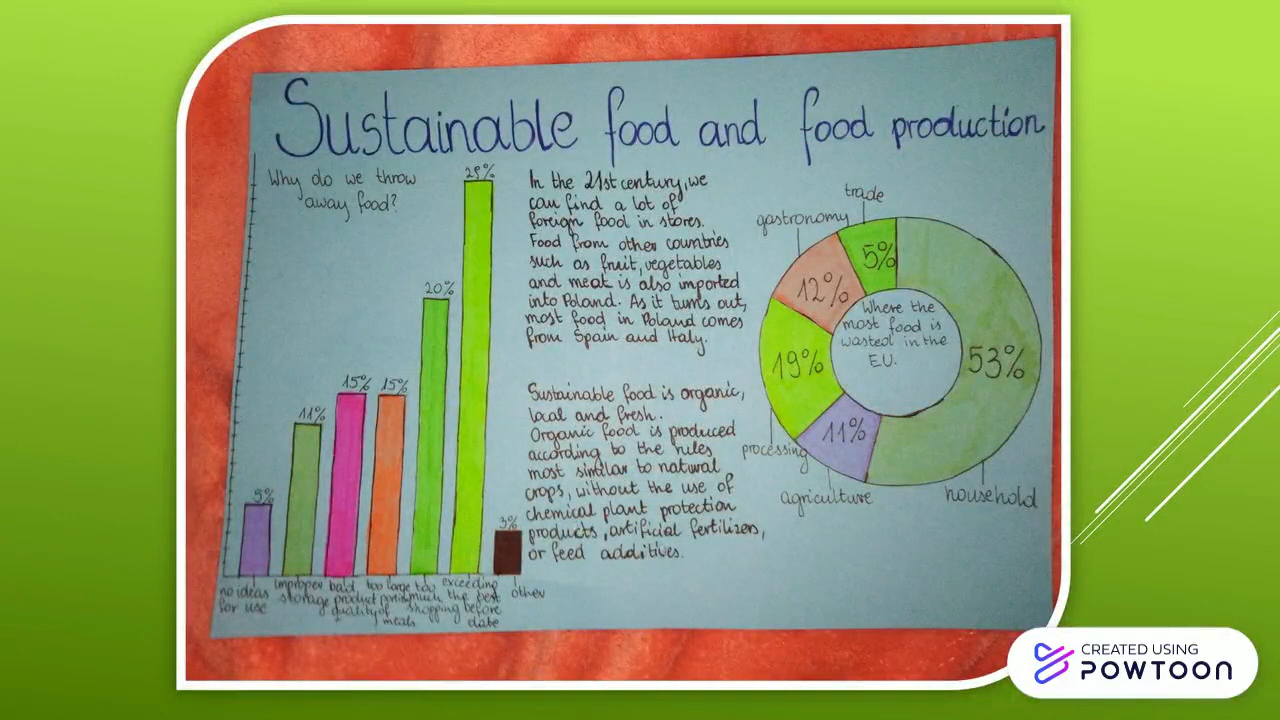 Sustainable food and food production
Why do we throw
away food?
5%
11%
15%
15%
20%
29%
3%
no ideas
for use
improper
storage
bad
product
quality
too large
portions of
meals
too
much
shopping
exceeding
the best
before
date
other
In the 21st century, we
can find a lot of
foreign food in stores.
Food from other countries
such as fruit, vegetables
and meat is also imported
into Poland. As it turns out,
most food in Poland comes
from Spain and Italy.
Sustainable food is organic,
local and fresh.
Organic food is produced
according to the rules
most similar to natural
crops, without the use of
chemical plant protection
products, artificial fertilizers,
or feed additives.
trade
gastronomy
5%
12%
19%
11%
53%
Where the
most food is
wasted in the
E.U.
processing
agriculture
household
CREATED USING
POWTOON